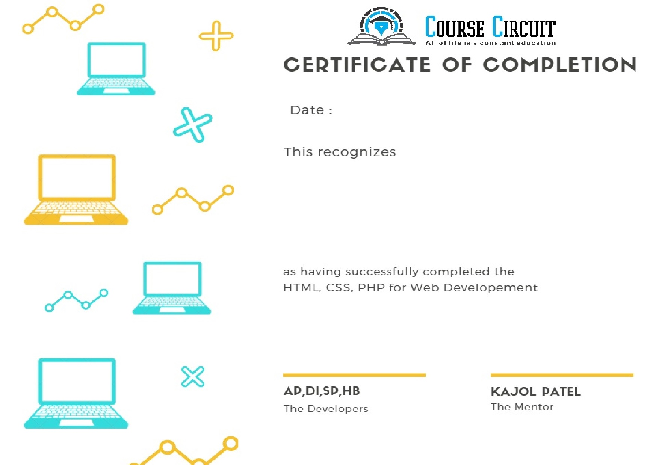 COURSE CIRCUIT
CERTIFICATE OF COMPLETION
Date :
This recognizes
as having successfully completed the
HTML, CSS, PHP for Web Developement
AP,DI,SP,HB
The Developers
KAJOL PATEL
The Mentor